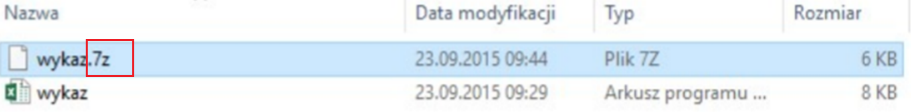 Nazwa Data modyfikacji Typ Rozmiar
wykaz.7z 23.09.2015 09:44 Plik 7Z 6 KB
wykaz 23.09.2015 09:29 Arkusz programu ... 8 KB